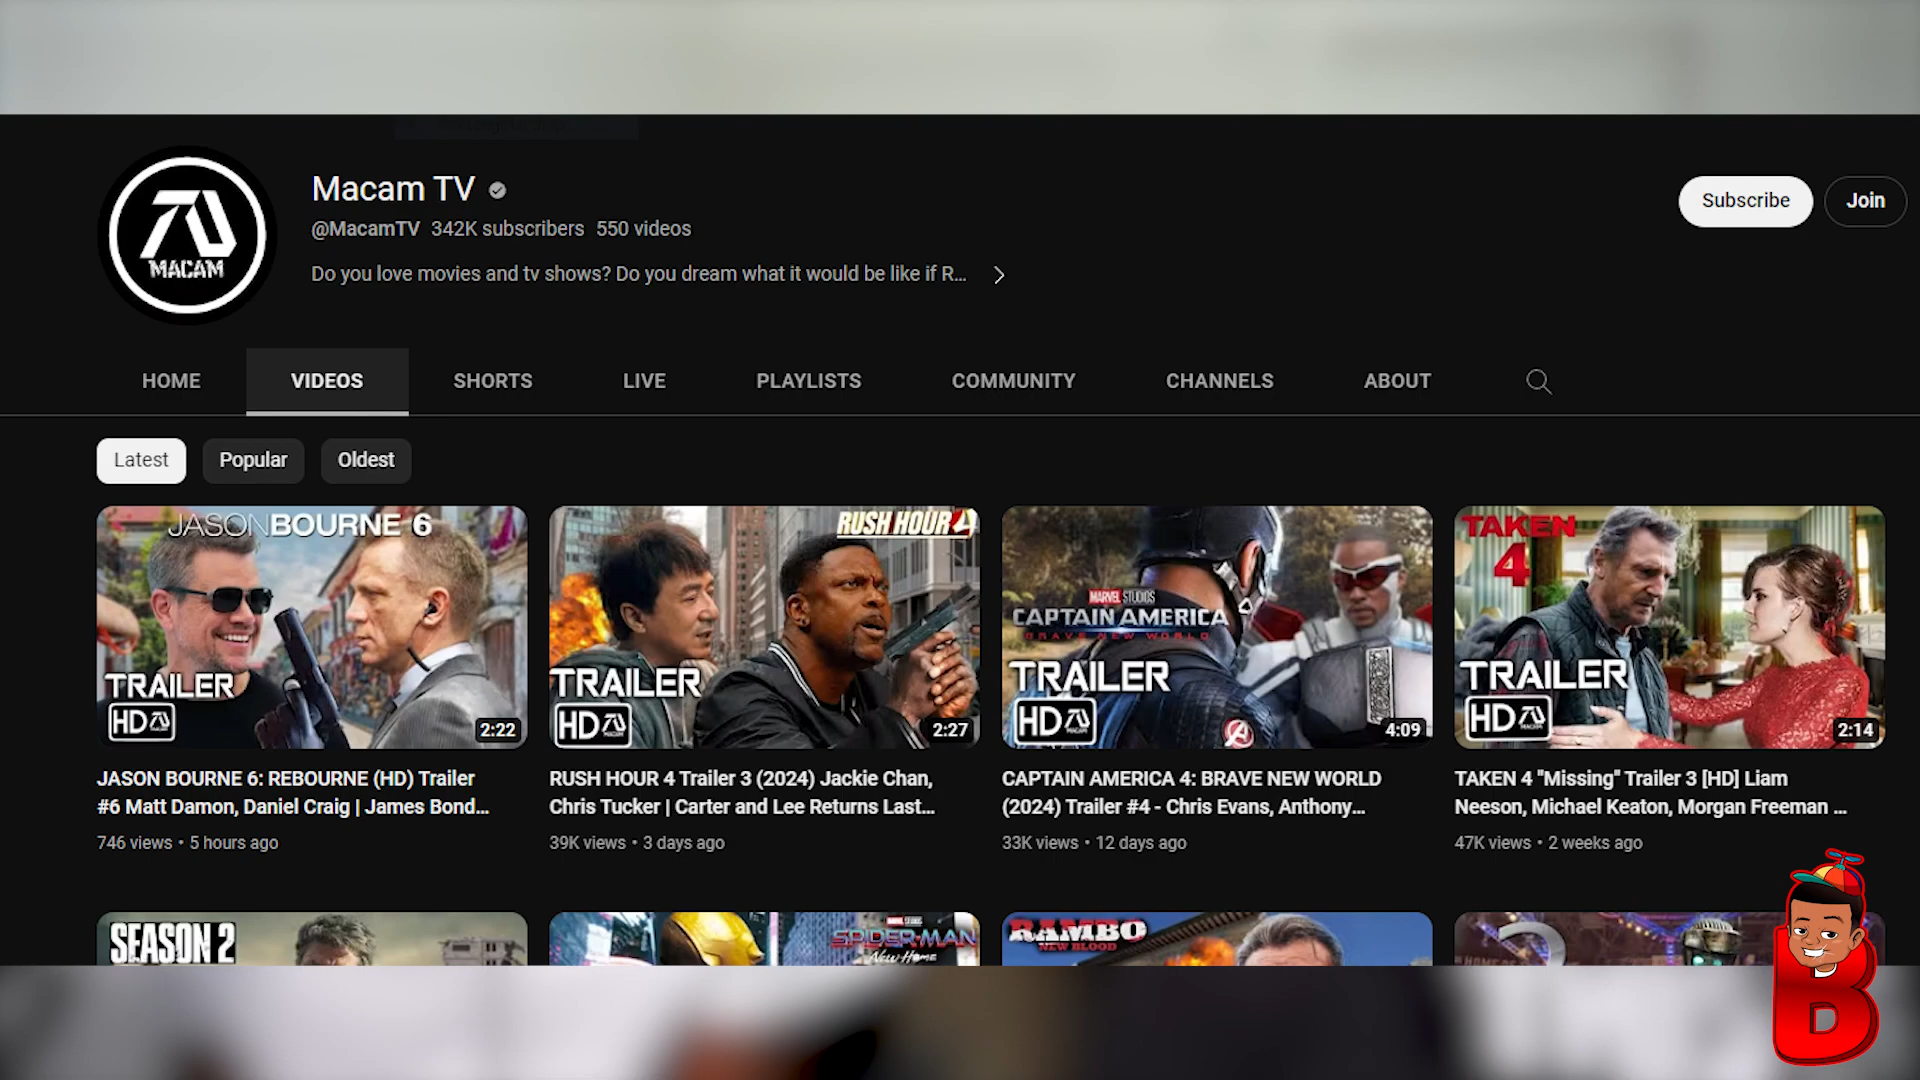 Macam TV
@MacamTV 342K subscribers 550 videos
Do you love movies and tv shows? Do you dream what it would be like if R...
Subscribe
Join
MACAM
HOME VIDEOS SHORTS LIVE PLAYLISTS COMMUNITY CHANNELS ABOUT
Latest Popular Oldest
JASON BOURNE 6
TRAILER
HD
2:22
RUSH HOUR 4
TRAILER
HD
2:27
MARVEL STUDIOS
CAPTAIN AMERICA
BRAVE NEW WORLD
TRAILER
HD
4:09
TAKEN
4
TRAILER
HD
2:14
JASON BOURNE 6: REBOURNE (HD) Trailer
#6 Matt Damon, Daniel Craig | James Bond...
746 views • 5 hours ago
RUSH HOUR 4 Trailer 3 (2024) Jackie Chan,
Chris Tucker | Carter and Lee Returns Last...
39K views • 3 days ago
CAPTAIN AMERICA 4: BRAVE NEW WORLD
(2024) Trailer #4 - Chris Evans, Anthony...
33K views • 12 days ago
TAKEN 4 "Missing" Trailer 3 [HD] Liam
Neeson, Michael Keaton, Morgan Freeman ...
47K views • 2 weeks ago
SEASON 2
SPIDER-MAN
New Home
RAMBO
NEW BLOOD
2
B